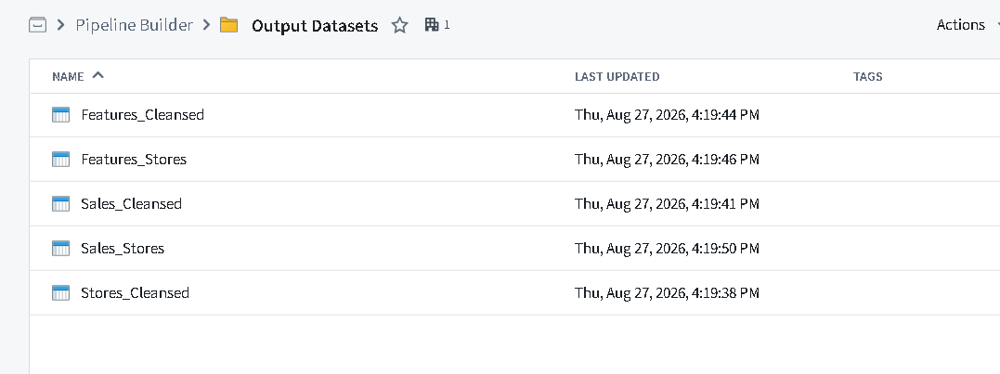 Pipeline Builder Output Datasets 1 Actions
NAME LAST UPDATED TAGS
Features_Cleansed Thu, Aug 27, 2026, 4:19:44 PM
Features_Stores Thu, Aug 27, 2026, 4:19:46 PM
Sales_Cleansed Thu, Aug 27, 2026, 4:19:41 PM
Sales_Stores Thu, Aug 27, 2026, 4:19:50 PM
Stores_Cleansed Thu, Aug 27, 2026, 4:19:38 PM